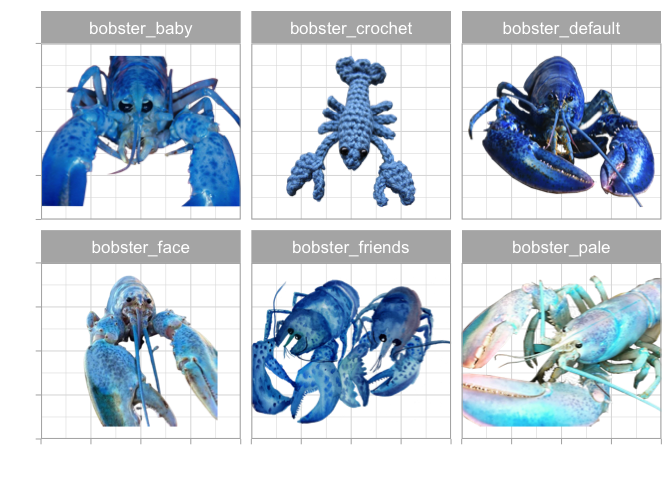 bobster_baby
bobster_crochet
bobster_default
bobster_face
bobster_friends
bobster_pale